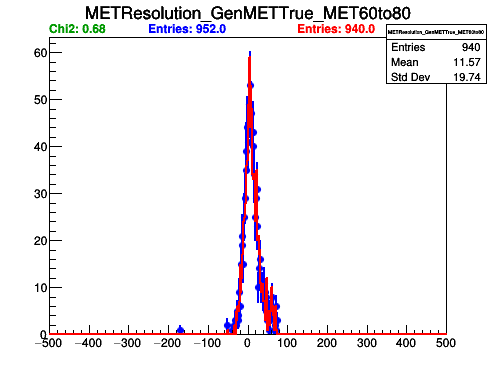 METResolution_GenMETTrue_MET60to80
Chi2: 0.68 Entries: 952.0 Entries: 940.0
METResolution_GenMETTrue_MET60to80
Entries 940
Mean 11.57
Std Dev 19.74
60
50
40
30
20
10
0
−500 −400 −300 −200 −100 0 100 200 300 400 500